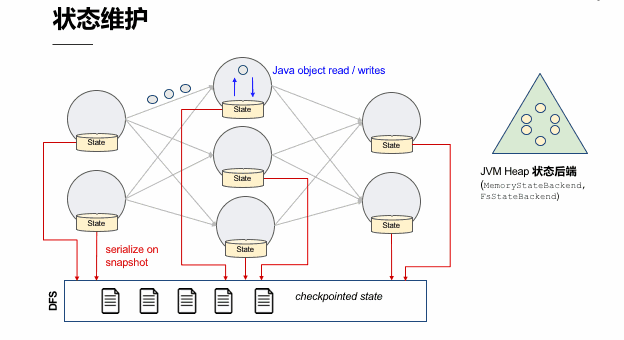 状态维护
Java object read / writes
State
State
State
State
State
State
State
serialize on
snapshot
DFS
checkpointed state
JVM Heap 状态后端
(MemoryStateBackend,
FsStateBackend)